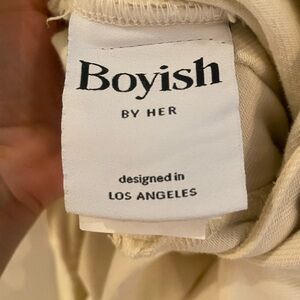 Boyish
BY HER
designed in
LOS ANGELES